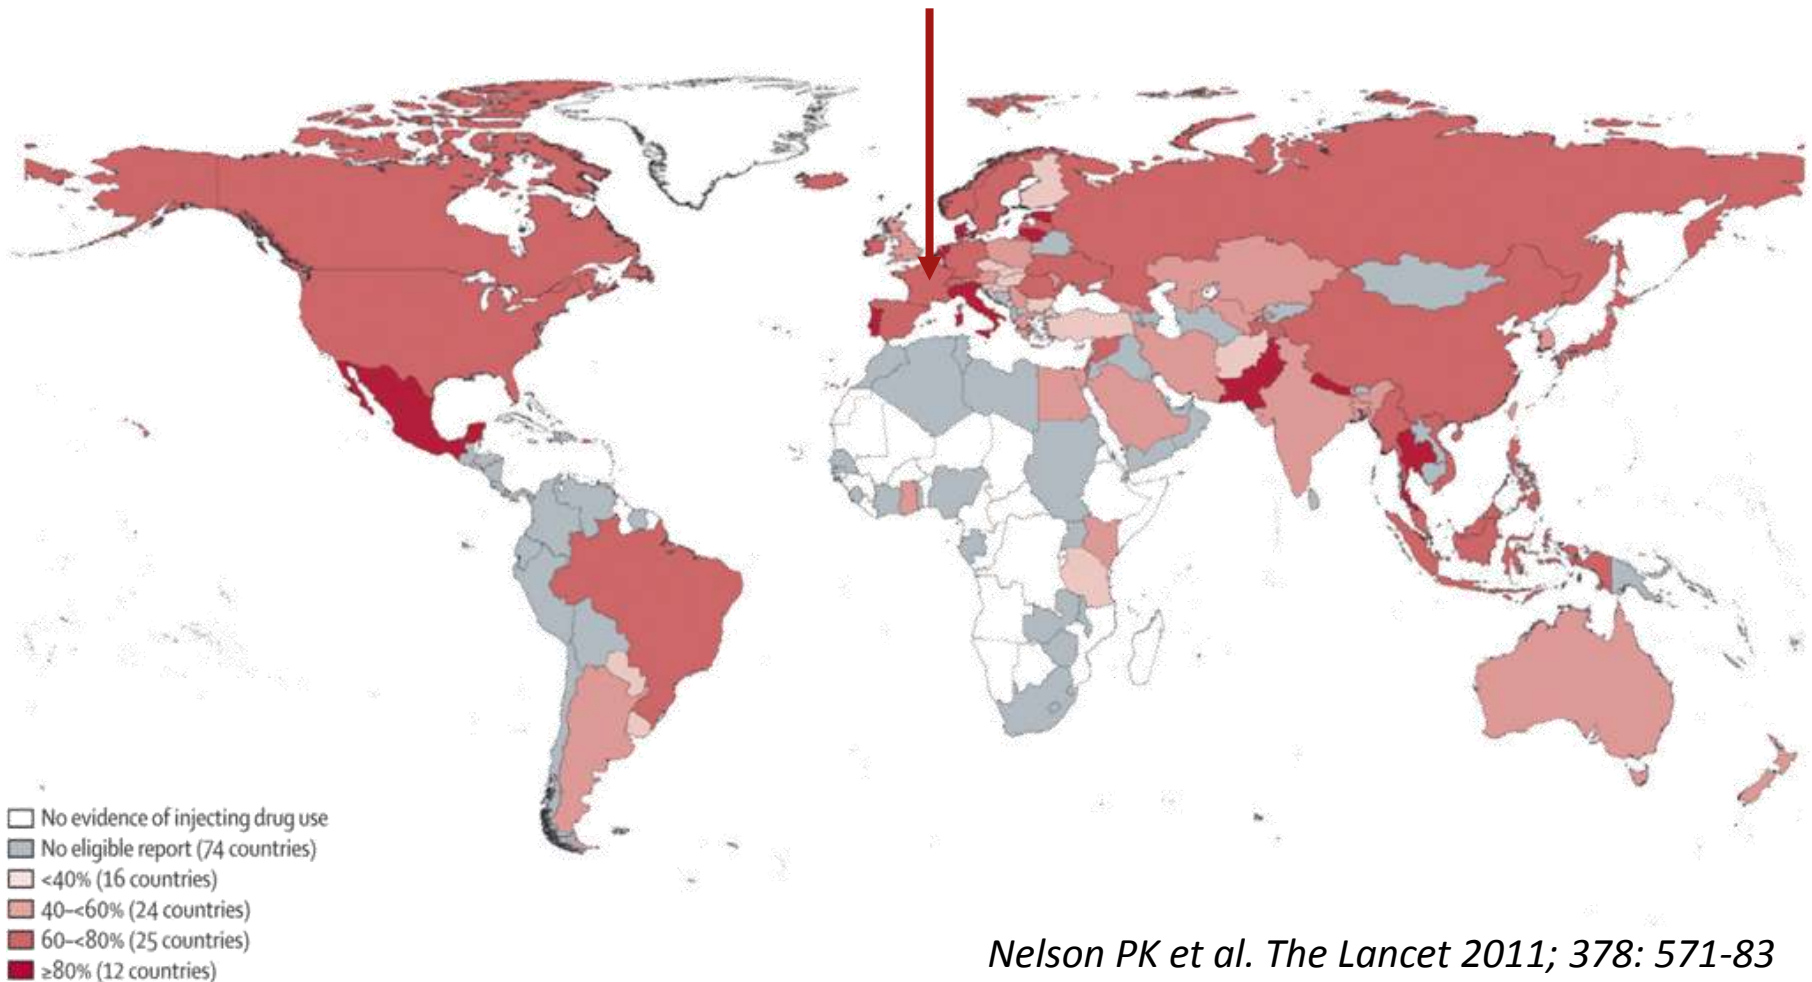 No evidence of injecting drug use
No eligible report (74 countries)
<40% (16 countries)
40–<60% (24 countries)
60–<80% (25 countries)
≥80% (12 countries)
Nelson PK et al. The Lancet 2011; 378: 571-83